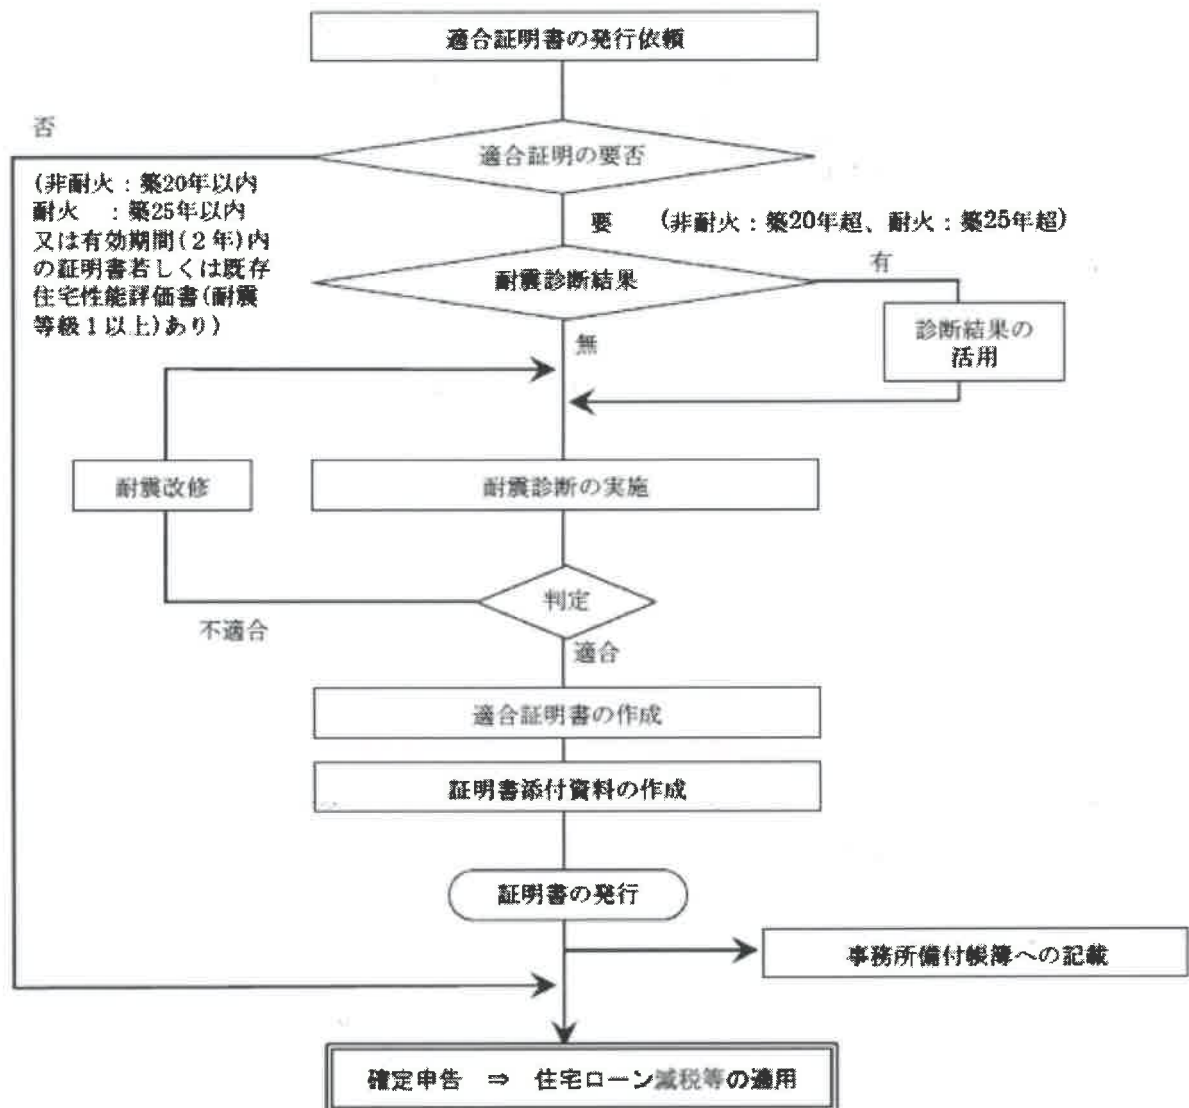 適合証明書の発行依頼
否
適合証明の要否
(非耐火：築20年以内
耐火　：築25年以内
又は有効期間(２年)内
の証明書若しくは既存
住宅性能評価書(耐震
等級１以上)あり)
要　(非耐火：築20年超、耐火：築25年超)
耐震診断結果
有
無
診断結果の
活用
耐震改修
耐震診断の実施
判定
不適合
適合
適合証明書の作成
証明書添付資料の作成
証明書の発行
事務所備付帳簿への記載
確定申告　⇒　住宅ローン減税等の適用